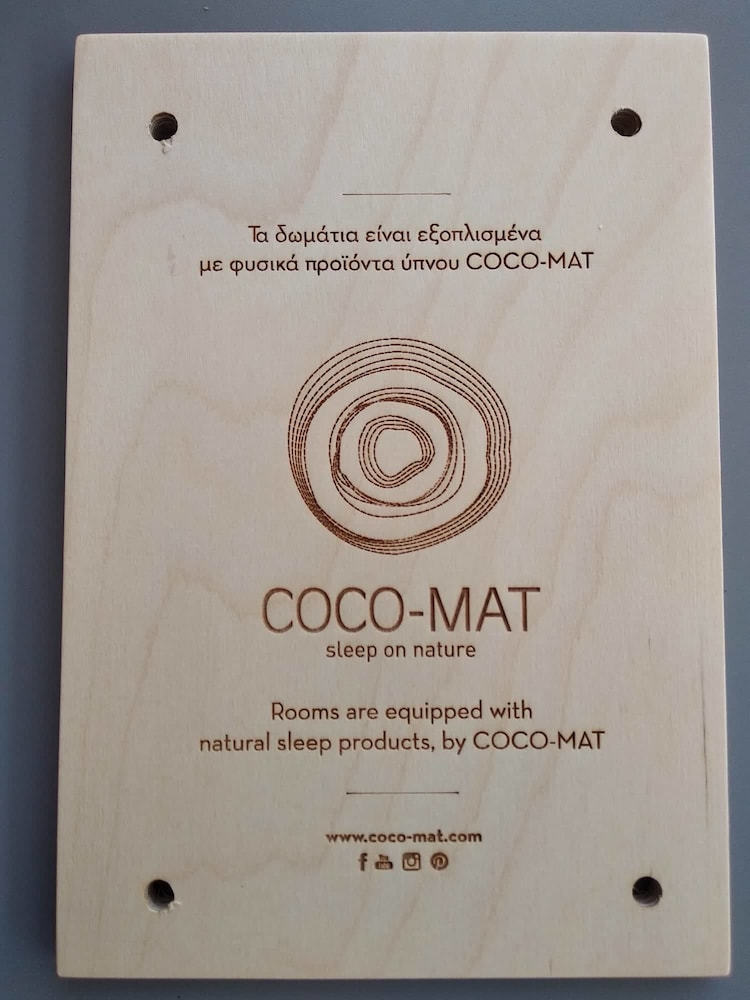 Τα δωμάτια είναι εξοπλισμένα
με φυσικά προϊόντα ύπνου COCO-MAT
COCO-MAT
sleep on nature
Rooms are equipped with
natural sleep products, by COCO-MAT
www.coco-mat.com